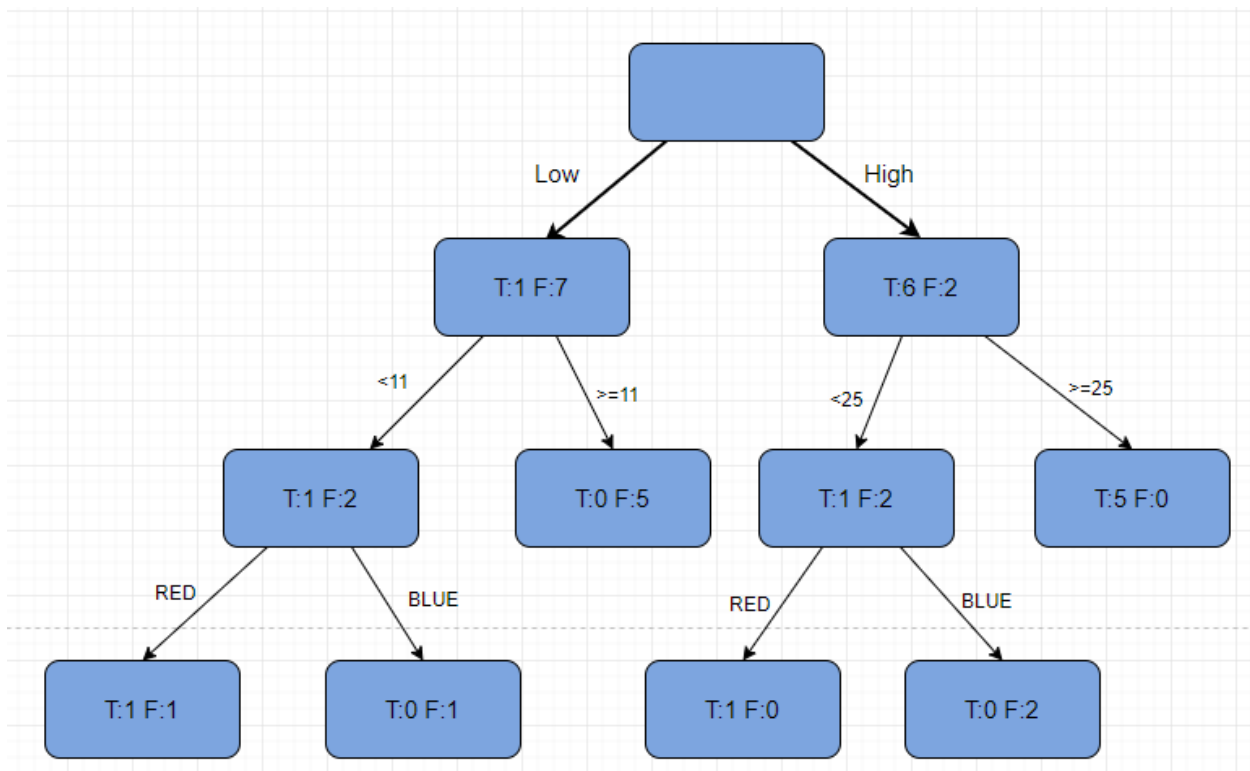 Low
High
T:1 F:7
T:6 F:2
<11
>=11
<25
>=25
T:1 F:2
T:0 F:5
T:1 F:2
T:5 F:0
RED
BLUE
RED
BLUE
T:1 F:1
T:0 F:1
T:1 F:0
T:0 F:2